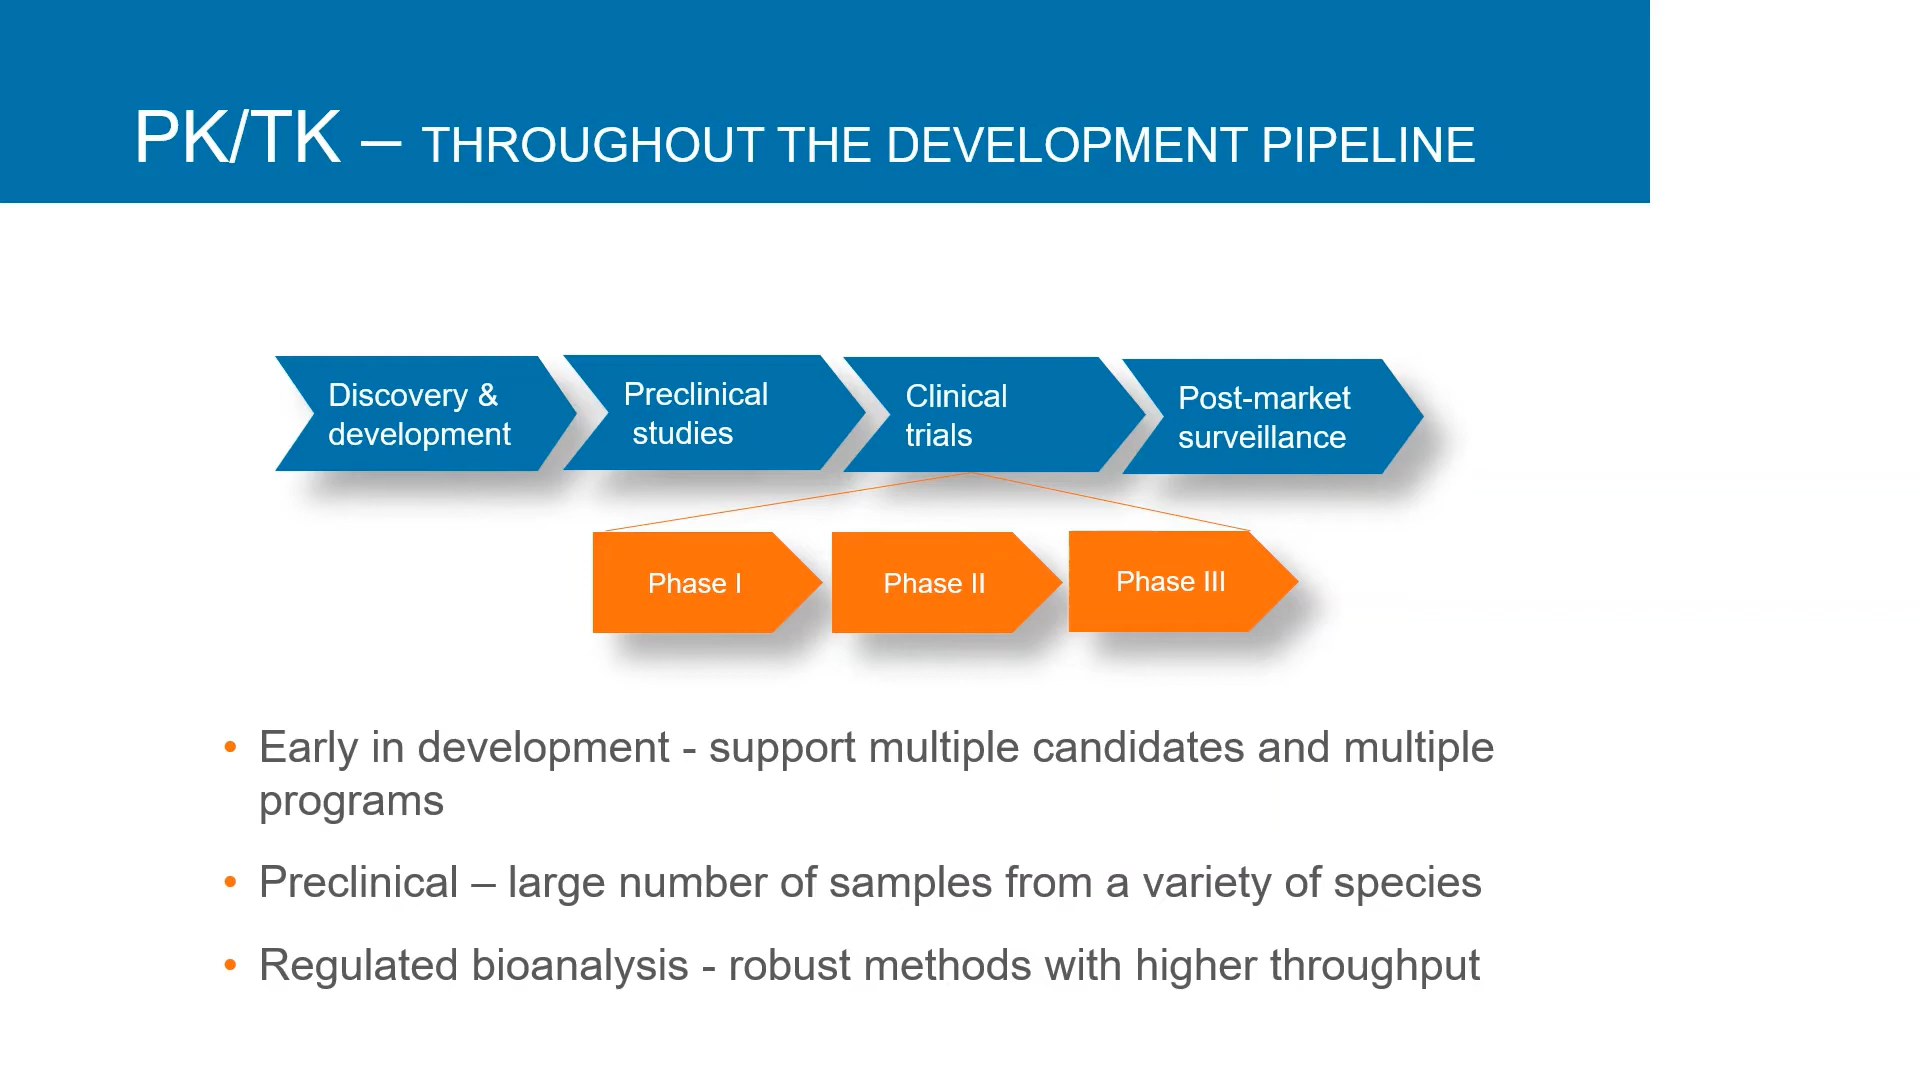 PK/TK – THROUGHOUT THE DEVELOPMENT PIPELINE
Discovery &
development
Preclinical
studies
Clinical
trials
Post-market
surveillance
Phase I
Phase II
Phase III
• Early in development - support multiple candidates and multiple
programs
• Preclinical – large number of samples from a variety of species
• Regulated bioanalysis - robust methods with higher throughput